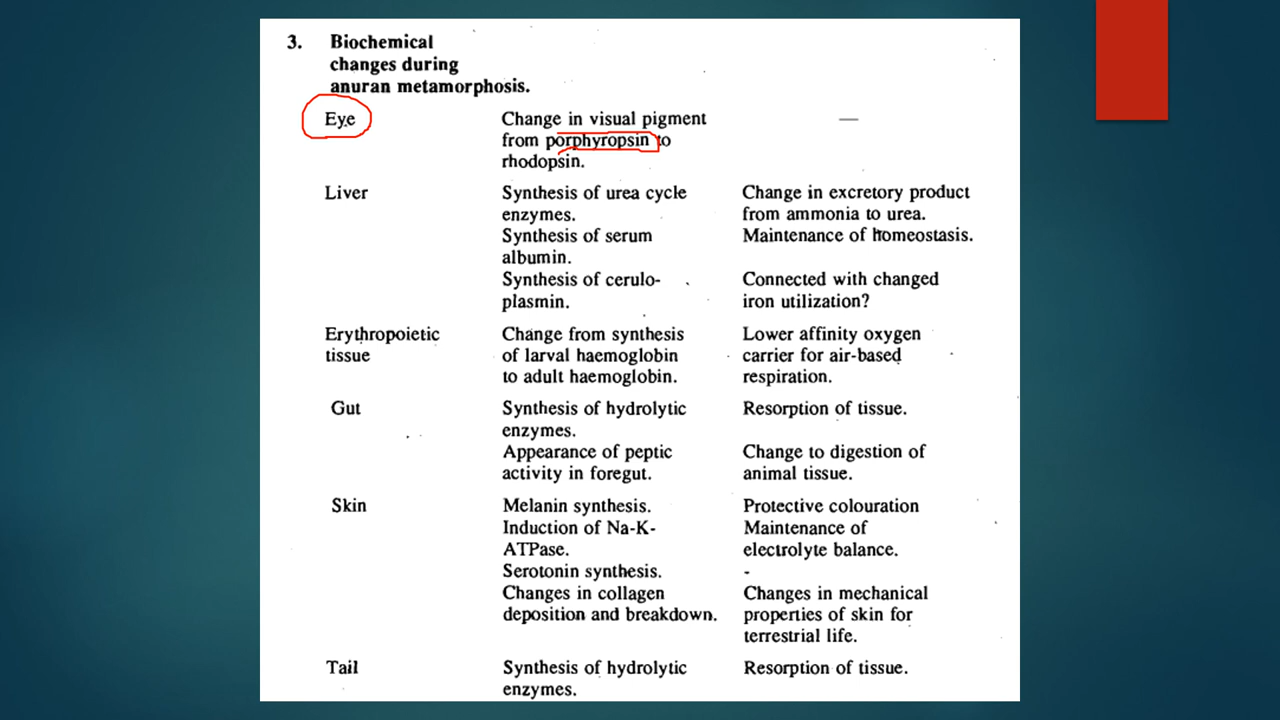 3. Biochemical
changes during
anuran metamorphosis.
Eye Change in visual pigment —
from porphyropsin to
rhodopsin.
Liver Synthesis of urea cycle Change in excretory product
enzymes. from ammonia to urea.
Synthesis of serum Maintenance of homeostasis.
albumin.
Synthesis of cerulo- Connected with changed
plasmin. iron utilization?
Erythropoietic Change from synthesis Lower affinity oxygen
tissue of larval haemoglobin carrier for air-based
to adult haemoglobin. respiration.
Gut Synthesis of hydrolytic Resorption of tissue.
enzymes.
Appearance of peptic Change to digestion of
activity in foregut. animal tissue.
Skin Melanin synthesis. Protective colouration
Induction of Na-K- Maintenance of
ATPase. electrolyte balance.
Serotonin synthesis. -
Changes in collagen Changes in mechanical
deposition and breakdown. properties of skin for
terrestrial life.
Tail Synthesis of hydrolytic Resorption of tissue.
enzymes.